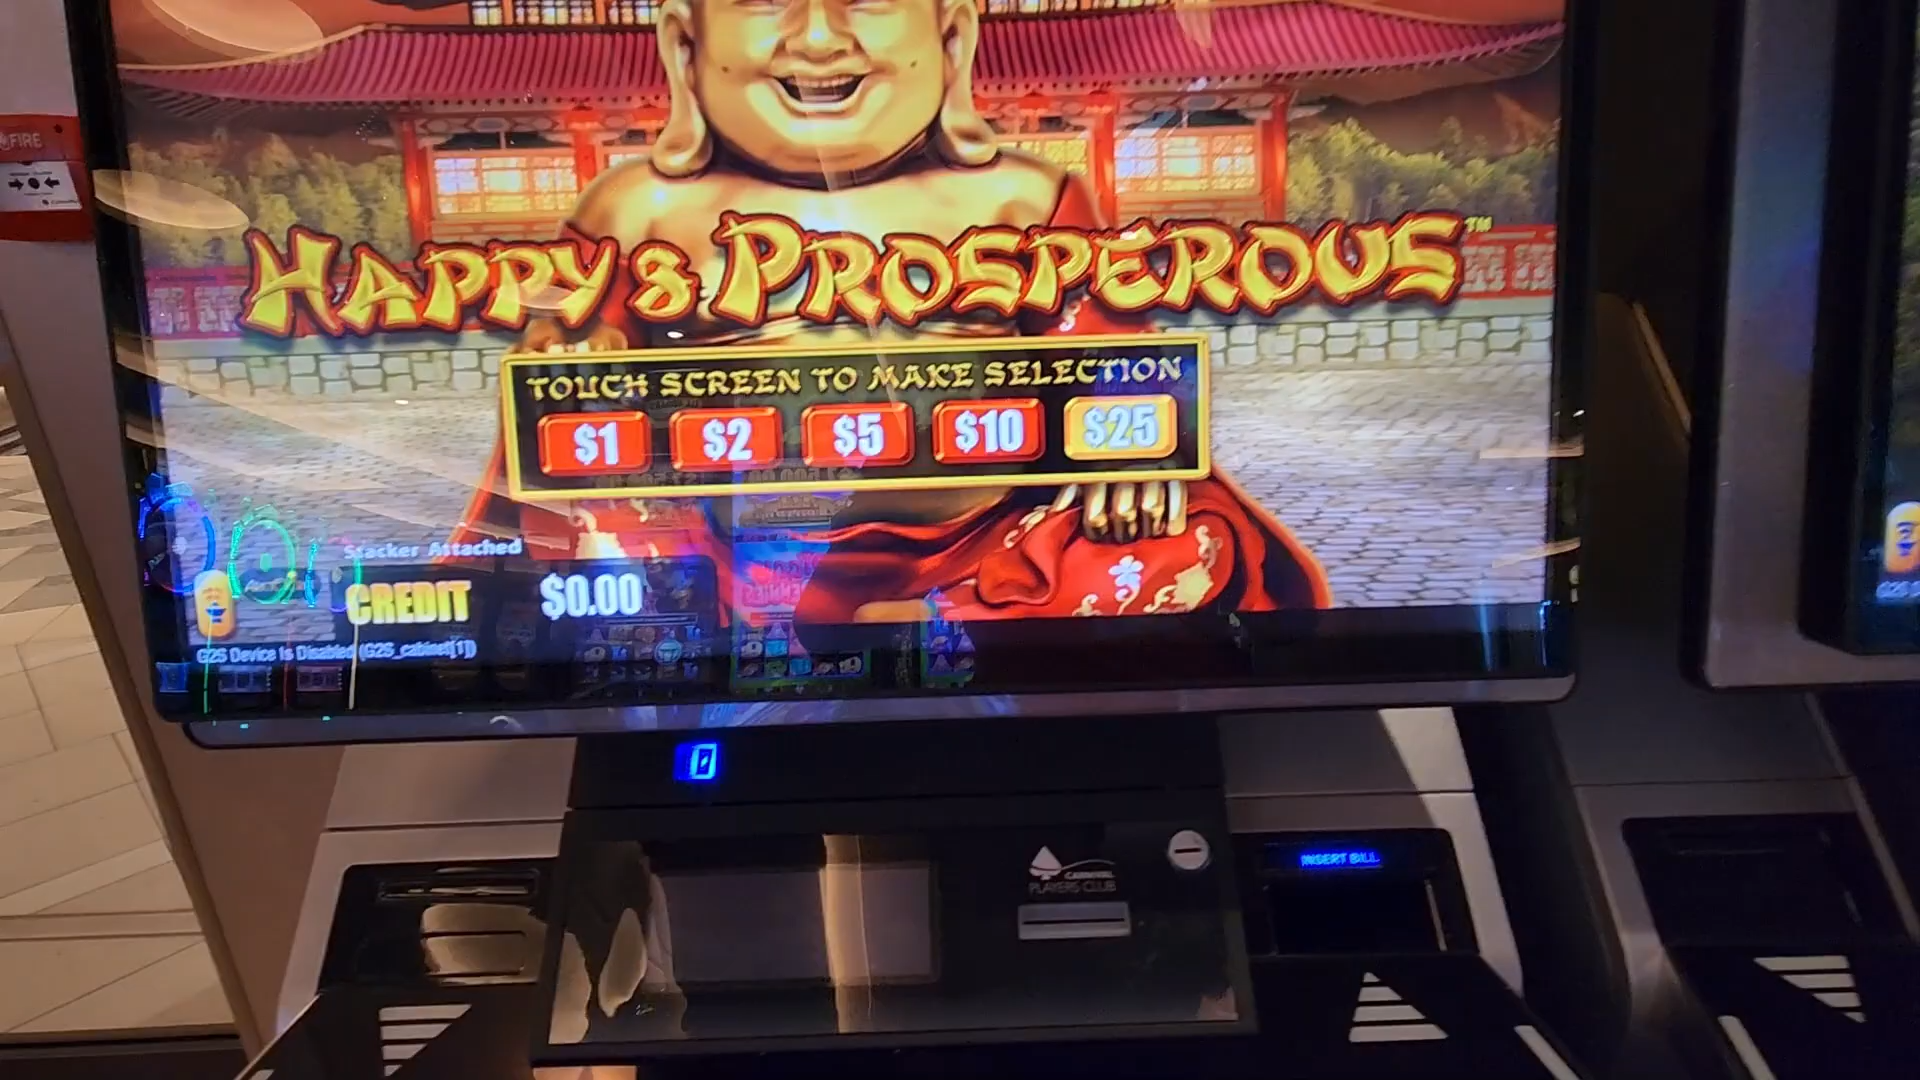 FIRE
HAPPY & PROSPEROUS™
TOUCH SCREEN TO MAKE SELECTION
$1 $2 $5 $10 $25
Stacker Attached
CREDIT $0.00
G2S Device Is Disabled (G2S_cabinet[1])
0
INSERT BILL
CARNIVAL
PLAYERS CLUB